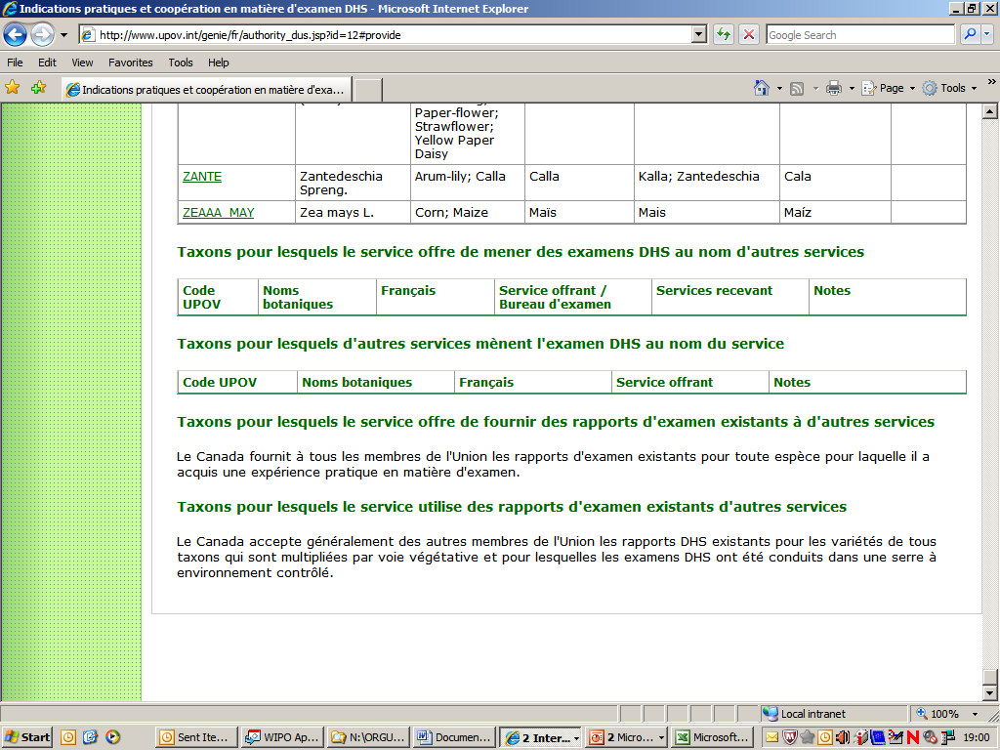 Indications pratiques et coopération en matière d'examen DHS - Microsoft Internet Explorer
http://www.upov.int/genie/fr/authority_dus.jsp?id=12#provide
Google Search
File Edit View Favorites Tools Help
Indications pratiques et coopération en matière d'exa...
Page Tools »
Paper-flower;
Strawflower;
Yellow Paper
Daisy
ZANTE Zantedeschia Arum-lily; Calla Calla Kalla; Zantedeschia Cala
Spreng.
ZEAAA_MAY Zea mays L. Corn; Maize Maïs Mais Maíz
Taxons pour lesquels le service offre de mener des examens DHS au nom d'autres services
Code Noms Français Service offrant / Services recevant Notes
UPOV botaniques Bureau d'examen
Taxons pour lesquels d'autres services mènent l'examen DHS au nom du service
Code UPOV Noms botaniques Français Service offrant Notes
Taxons pour lesquels le service offre de fournir des rapports d'examen existants à d'autres services
Le Canada fournit à tous les membres de l'Union les rapports d'examen existants pour toute espèce pour laquelle il a
acquis une expérience pratique en matière d'examen.
Taxons pour lesquels le service utilise des rapports d'examen existants d'autres services
Le Canada accepte généralement des autres membres de l'Union les rapports DHS existants pour les variétés de tous
taxons qui sont multipliées par voie végétative et pour lesquelles les examens DHS ont été conduits dans une serre à
environnement contrôlé.
Local intranet 100%
Start Sent Ite... WIPO Ap... N:\ORGU... Documen... 2 Inter... 2 Micro... Microsoft... 19:00